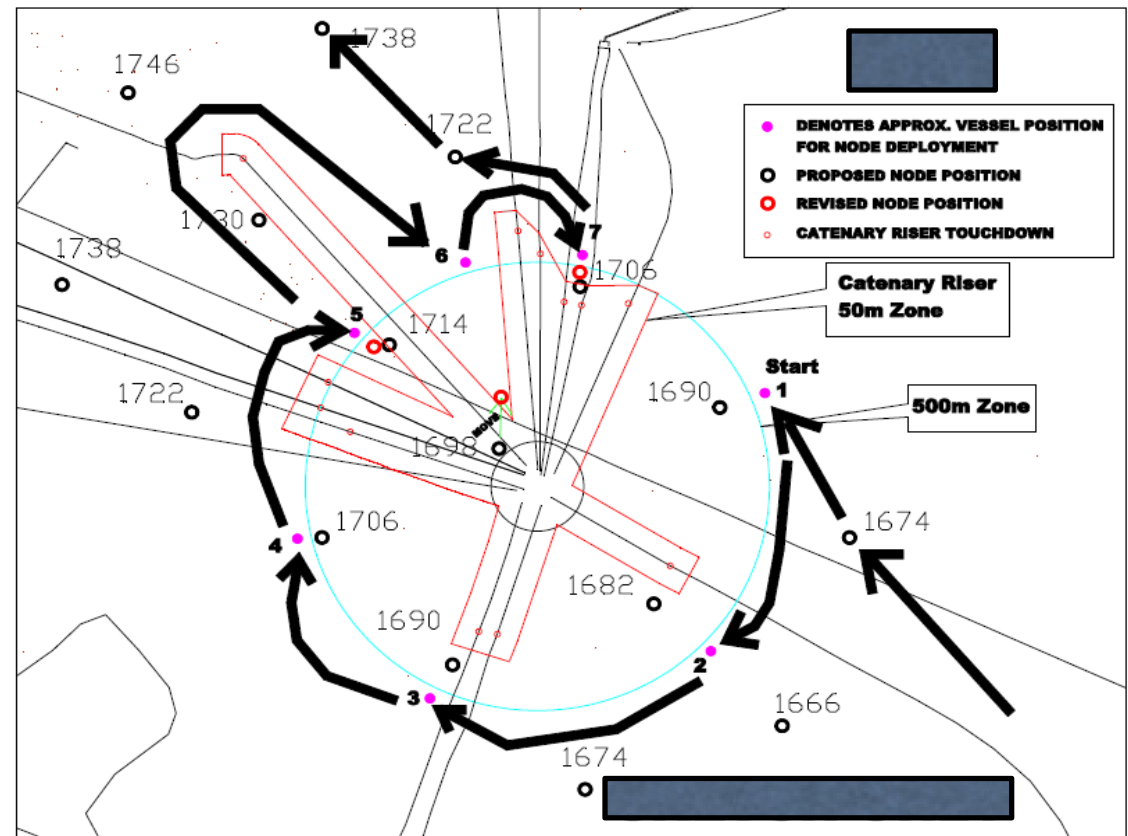 1738
1746
1722
DENOTES APPROX. VESSEL POSITION
FOR NODE DEPLOYMENT
PROPOSED NODE POSITION
REVISED NODE POSITION
CATENARY RISER TOUCHDOWN
1730
7
6
1706
1738
Catenary Riser
50m Zone
5
1714
Start
1
1690
1722
500m Zone
MOVE
1698
1706
1674
4
1682
1690
2
3
1666
1674